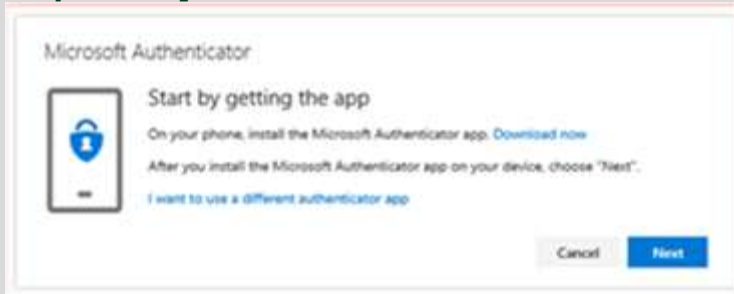 Microsoft Authenticator
Start by getting the app
On your phone, install the Microsoft Authenticator app. Download now
After you install the Microsoft Authenticator app on your device, choose "Next".
I want to use a different authenticator app
Cancel Next